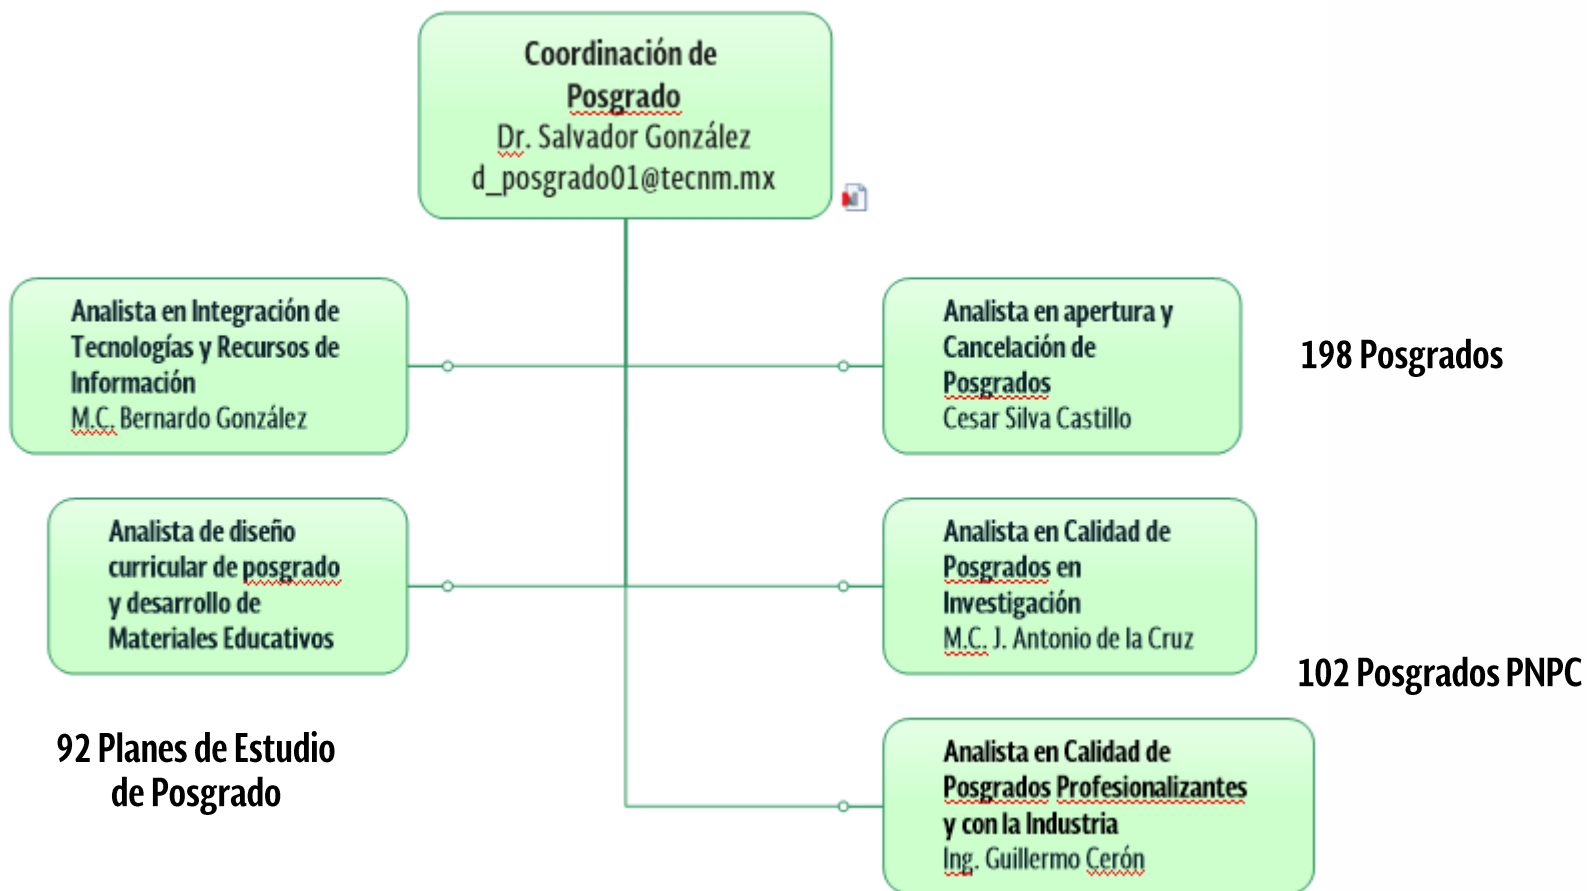 Coordinación de
Posgrado
Dr. Salvador González
d_posgrado01@tecnm.mx
Analista en Integración de
Tecnologías y Recursos de
Información
M.C. Bernardo González
Analista en apertura y
Cancelación de
Posgrados
Cesar Silva Castillo
198 Posgrados
Analista de diseño
curricular de posgrado
y desarrollo de
Materiales Educativos
Analista en Calidad de
Posgrados en
Investigación
M.C. J. Antonio de la Cruz
102 Posgrados PNPC
92 Planes de Estudio
de Posgrado
Analista en Calidad de
Posgrados Profesionalizantes
y con la Industria
Ing. Guillermo Cerón